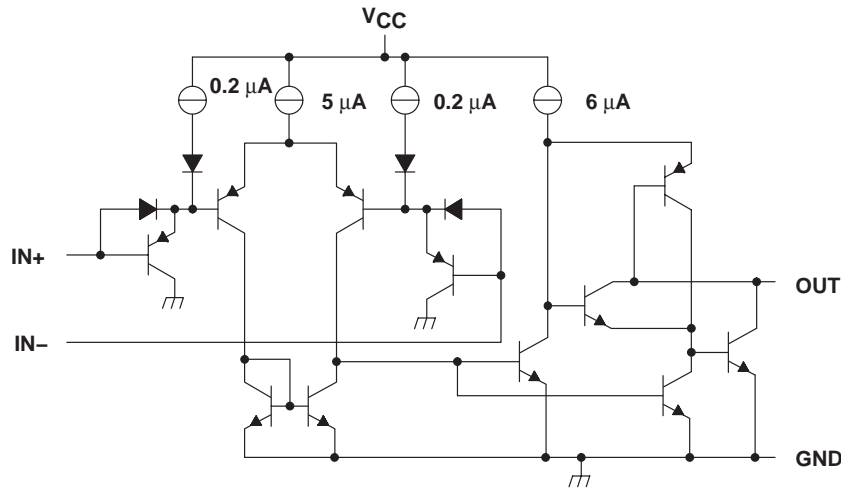 VCC
0.2 μA
5 μA
0.2 μA
6 μA
IN+
OUT
IN−
GND